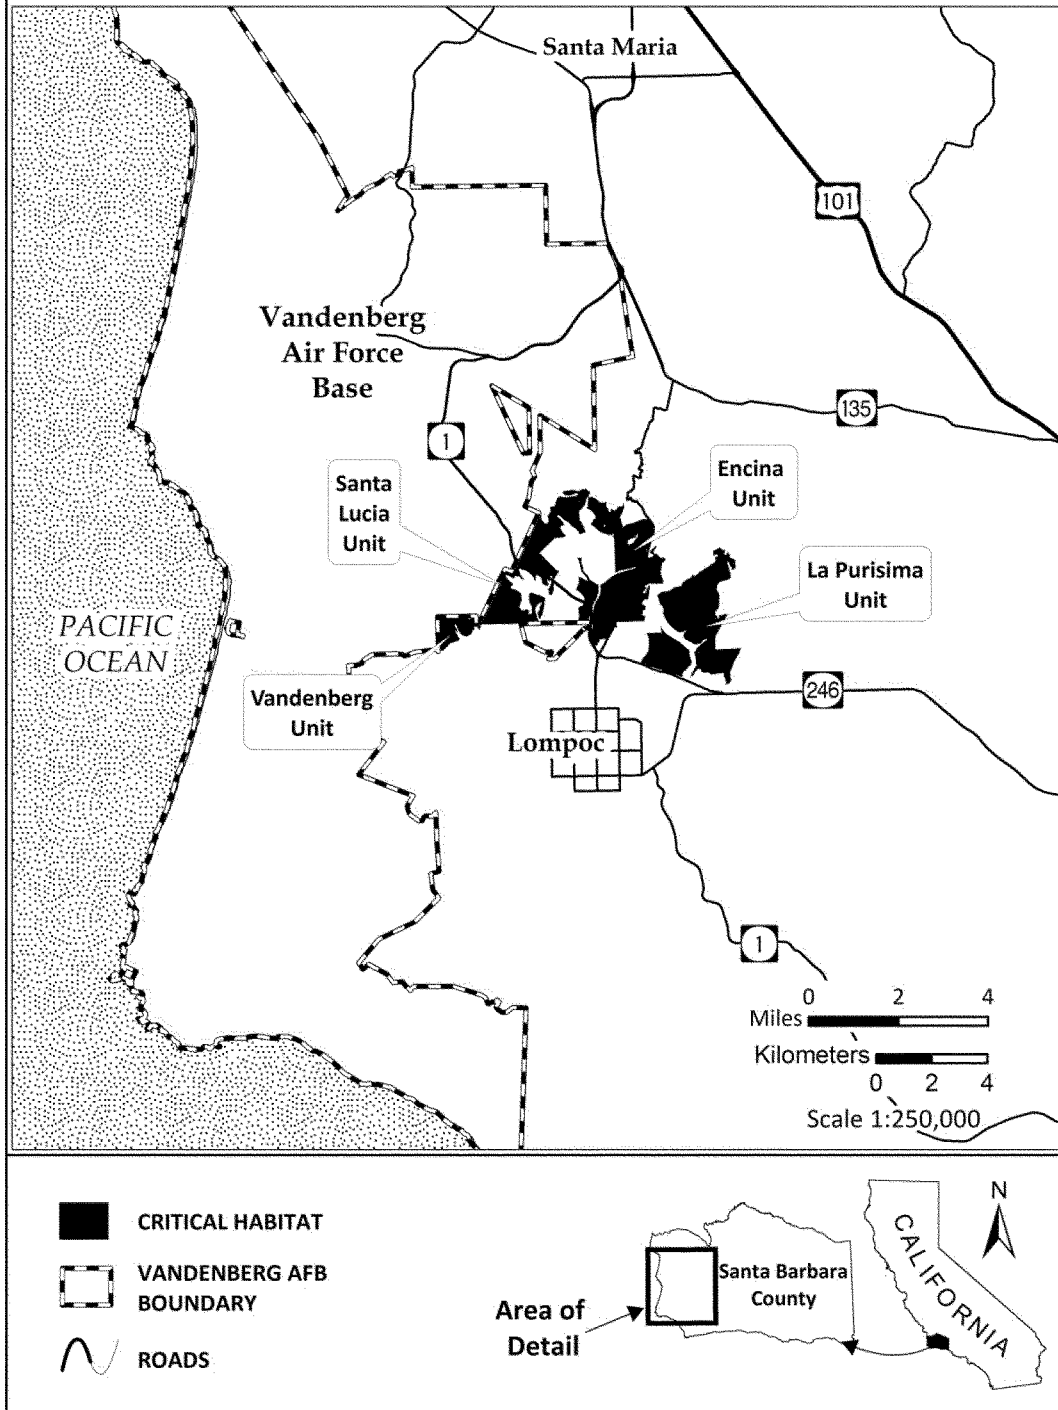 Santa Maria
101
Vandenberg
Air Force
Base
135
1
Encina
Unit
Santa
Lucia
Unit
La Purisima
Unit
PACIFIC
OCEAN
246
Vandenberg
Unit
Lompoc
1
0 2 4
Miles
Kilometers
0 2 4
Scale 1:250,000
CRITICAL HABITAT
VANDENBERG AFB
BOUNDARY
ROADS
Area of
Detail
Santa Barbara
County
CALIFORNIA
N